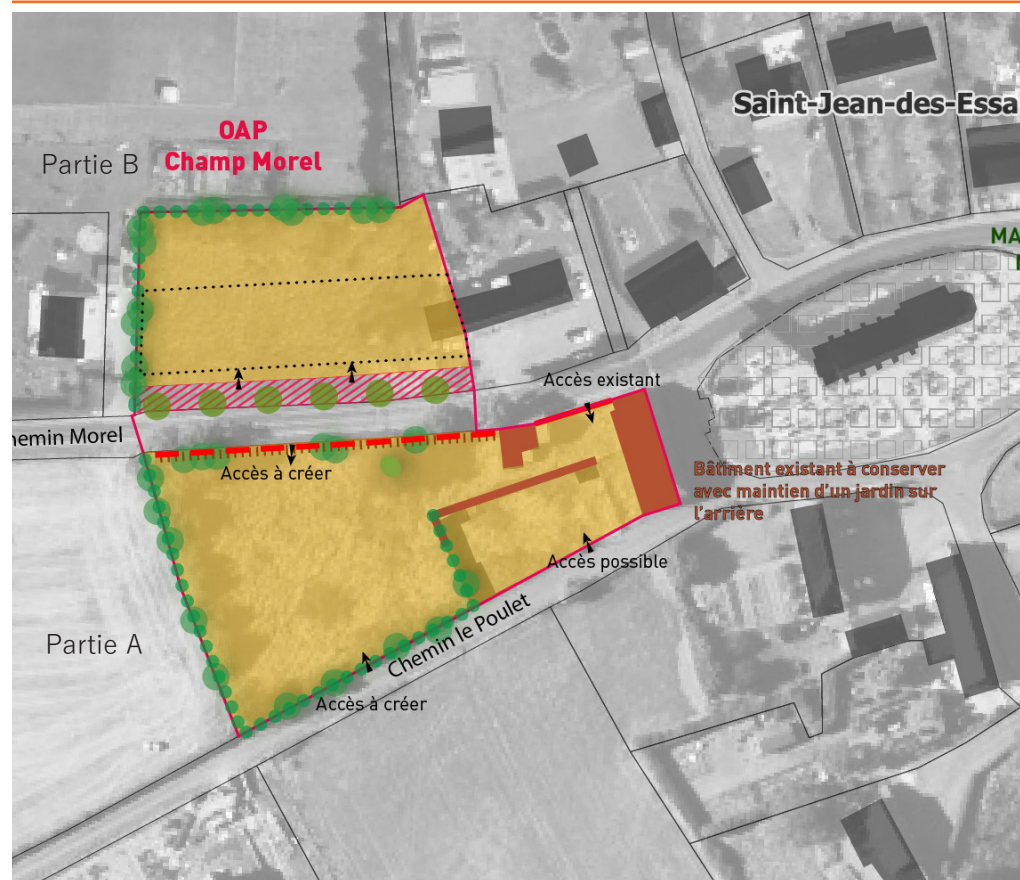 Saint-Jean-des-Essa
OAP
Champ Morel
Partie B
MA
Accès existant
hemin Morel
Accès à créer
Bâtiment existant à conserver
avec maintien d'un jardin sur
l'arrière
Accès possible
Chemin le Poulet
Partie A
Accès à créer